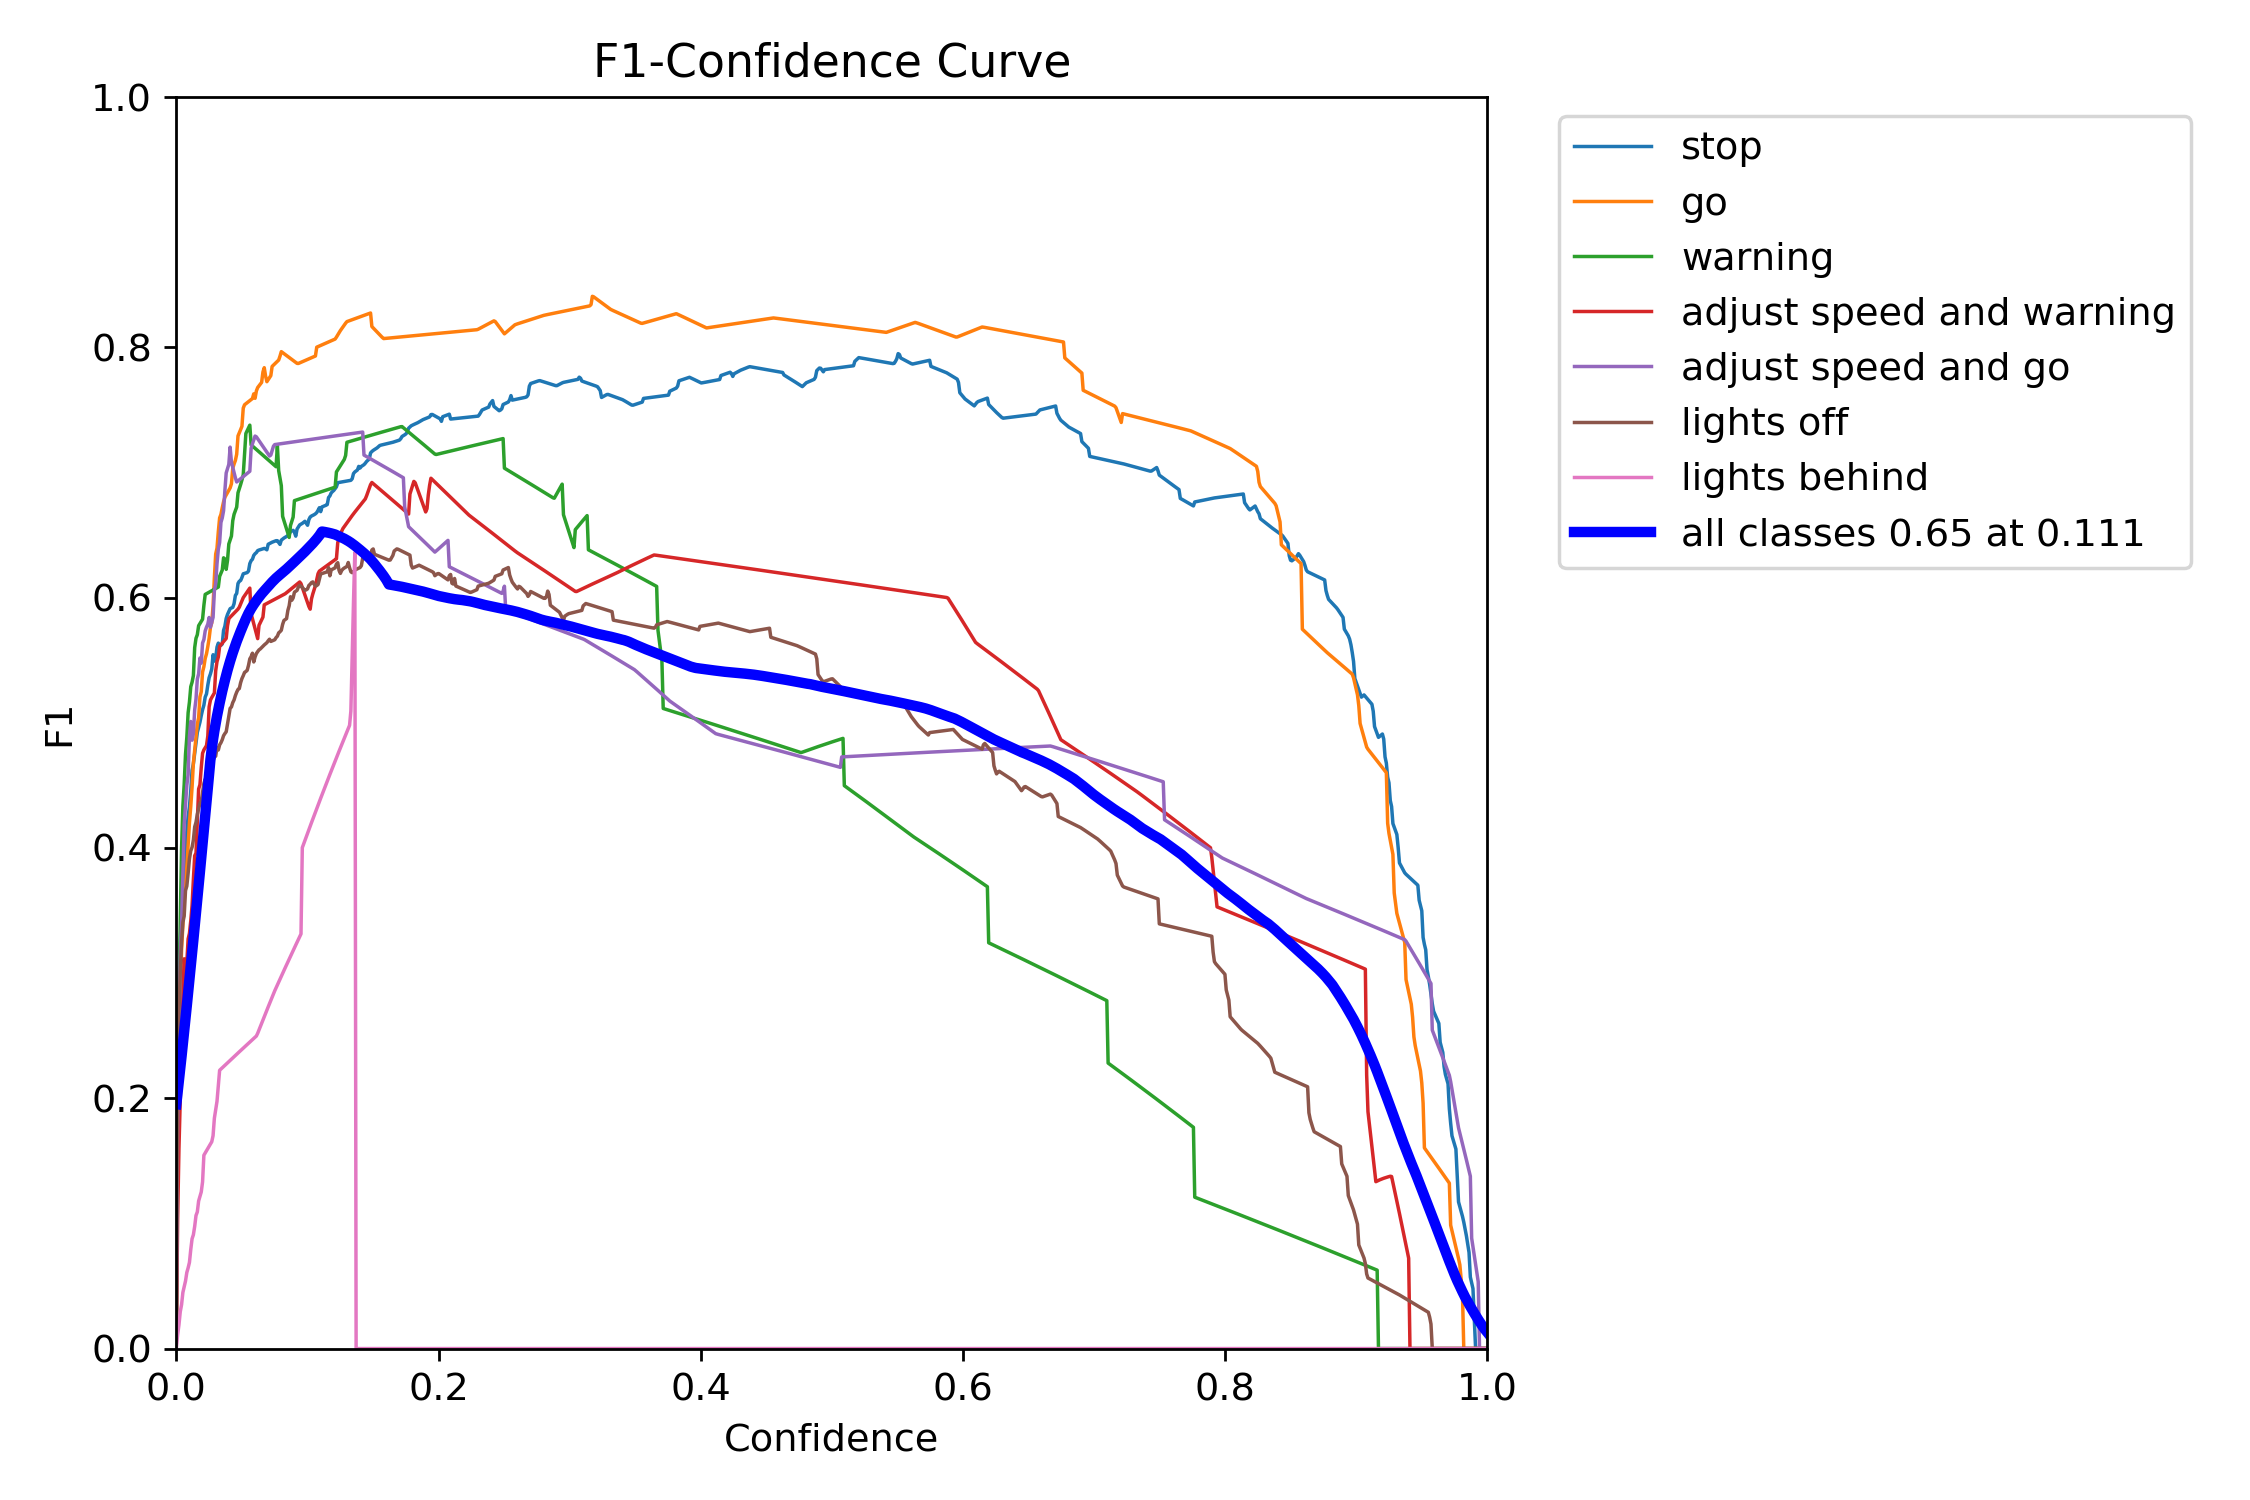 F1-Confidence Curve
1.0
0.8
0.6
0.4
0.2
0.0
F1
0.0 0.2 0.4 0.6 0.8 1.0
Confidence
stop
go
warning
adjust speed and warning
adjust speed and go
lights off
lights behind
all classes 0.65 at 0.111